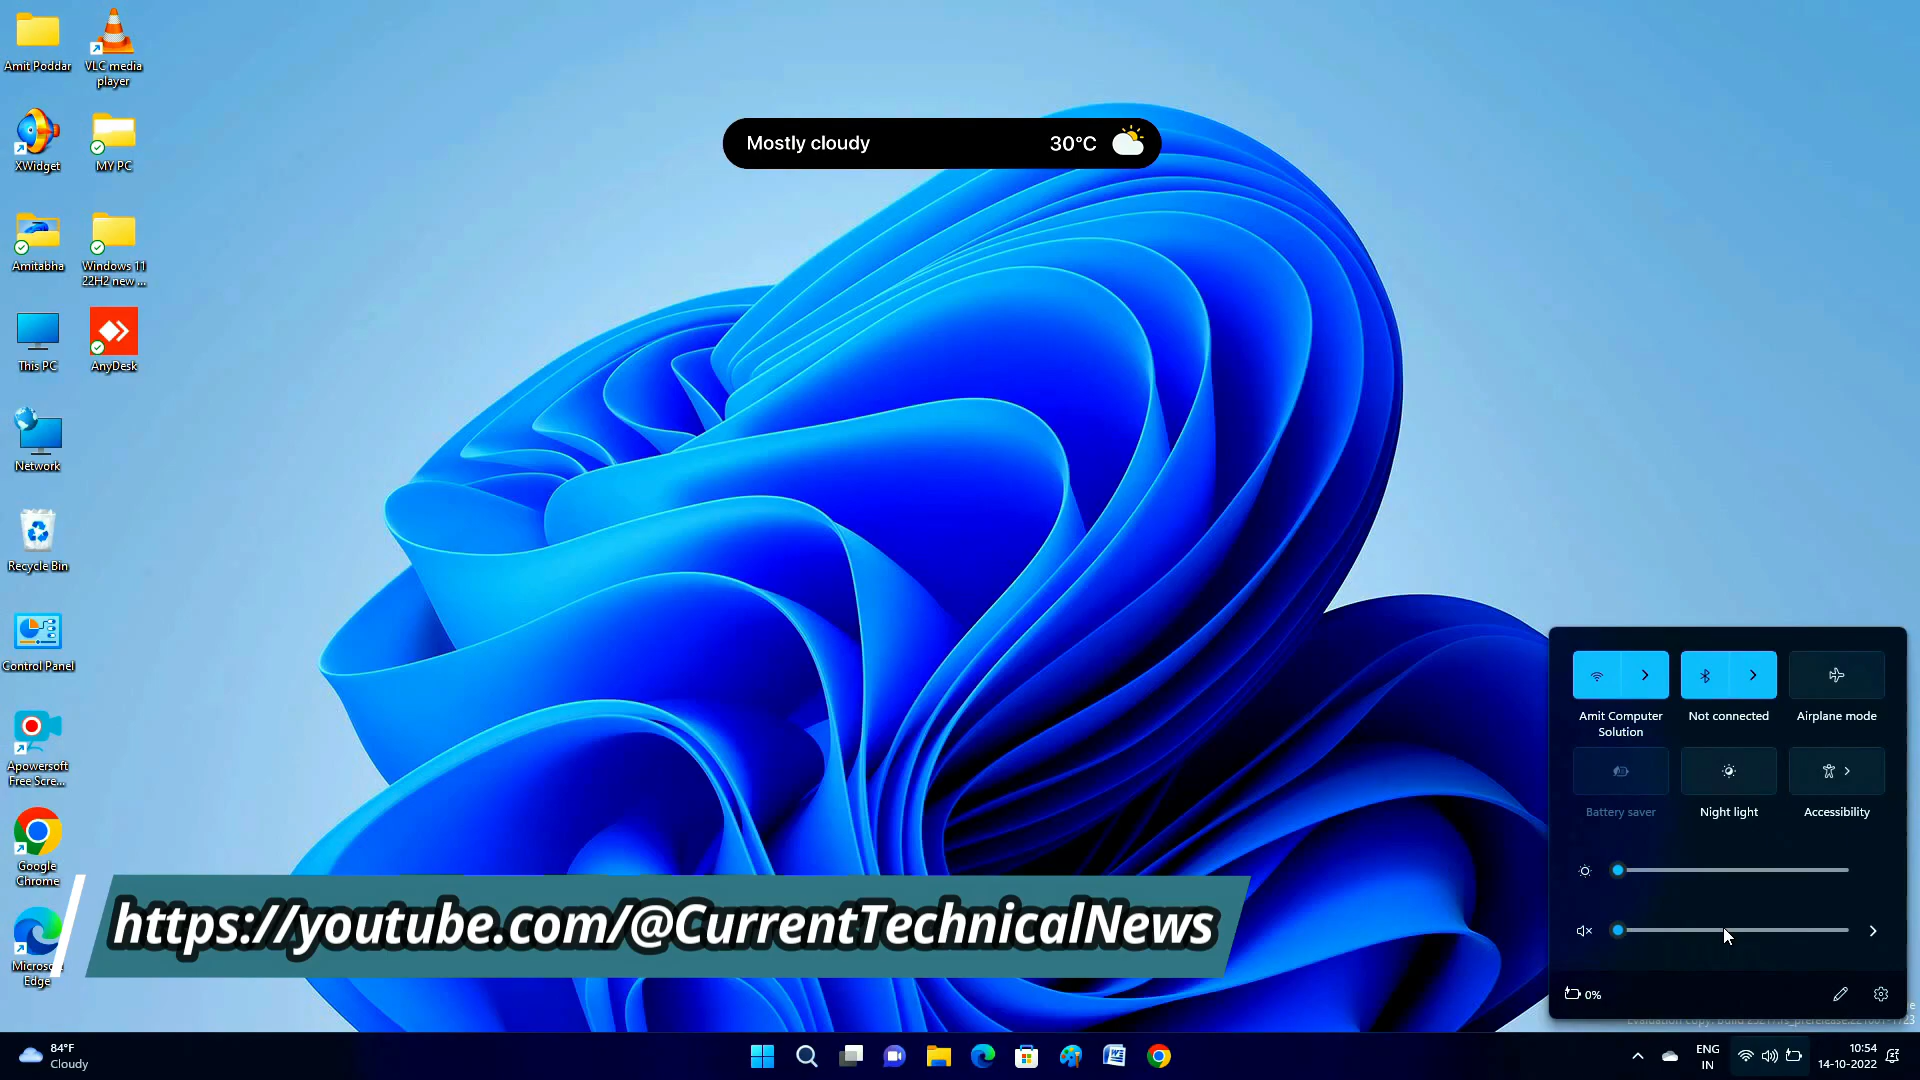 Amit Poddar
VLC media
player
XWidget
MY PC
Amitabha
Windows 11
22H2 new ...
This PC
AnyDesk
Network
Recycle Bin
Control Panel
Apowersoft
Free Scre...
Google
Chrome
Edge
Mostly cloudy 30°C
https://youtube.com/@CurrentTechnicalNews
Amit Computer
Solution
Not connected
Airplane mode
Battery saver
Night light
Accessibility
0%
84°F
Cloudy
ENG
IN
10:54
14-10-2022